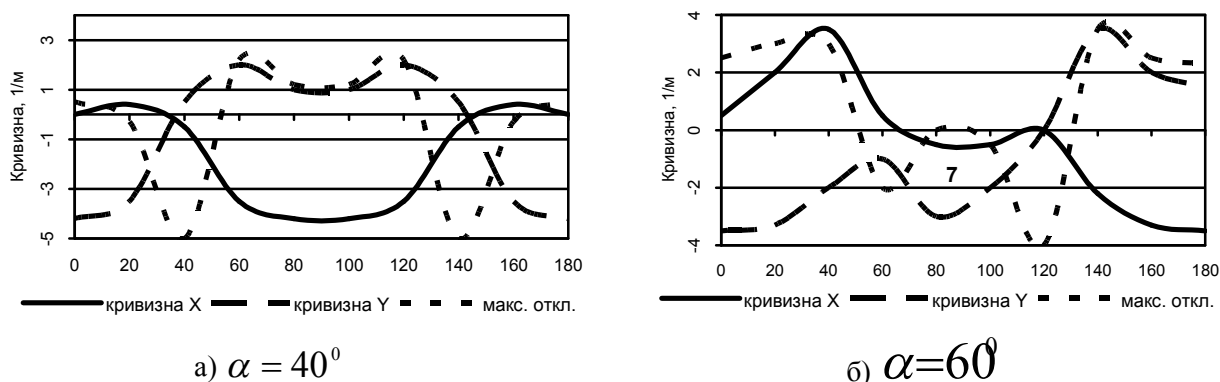 Кривизна, 1/м
3
1
-1
-3
-5
0 20 40 60 80 100 120 140 160 180
кривизна X кривизна Y макс. откл.
а) α = 40⁰
Кривизна, 1/м
4
2
0
-2
-4
7
0 20 40 60 80 100 120 140 160 180
кривизна X кривизна Y макс. откл.
б) α=60⁰